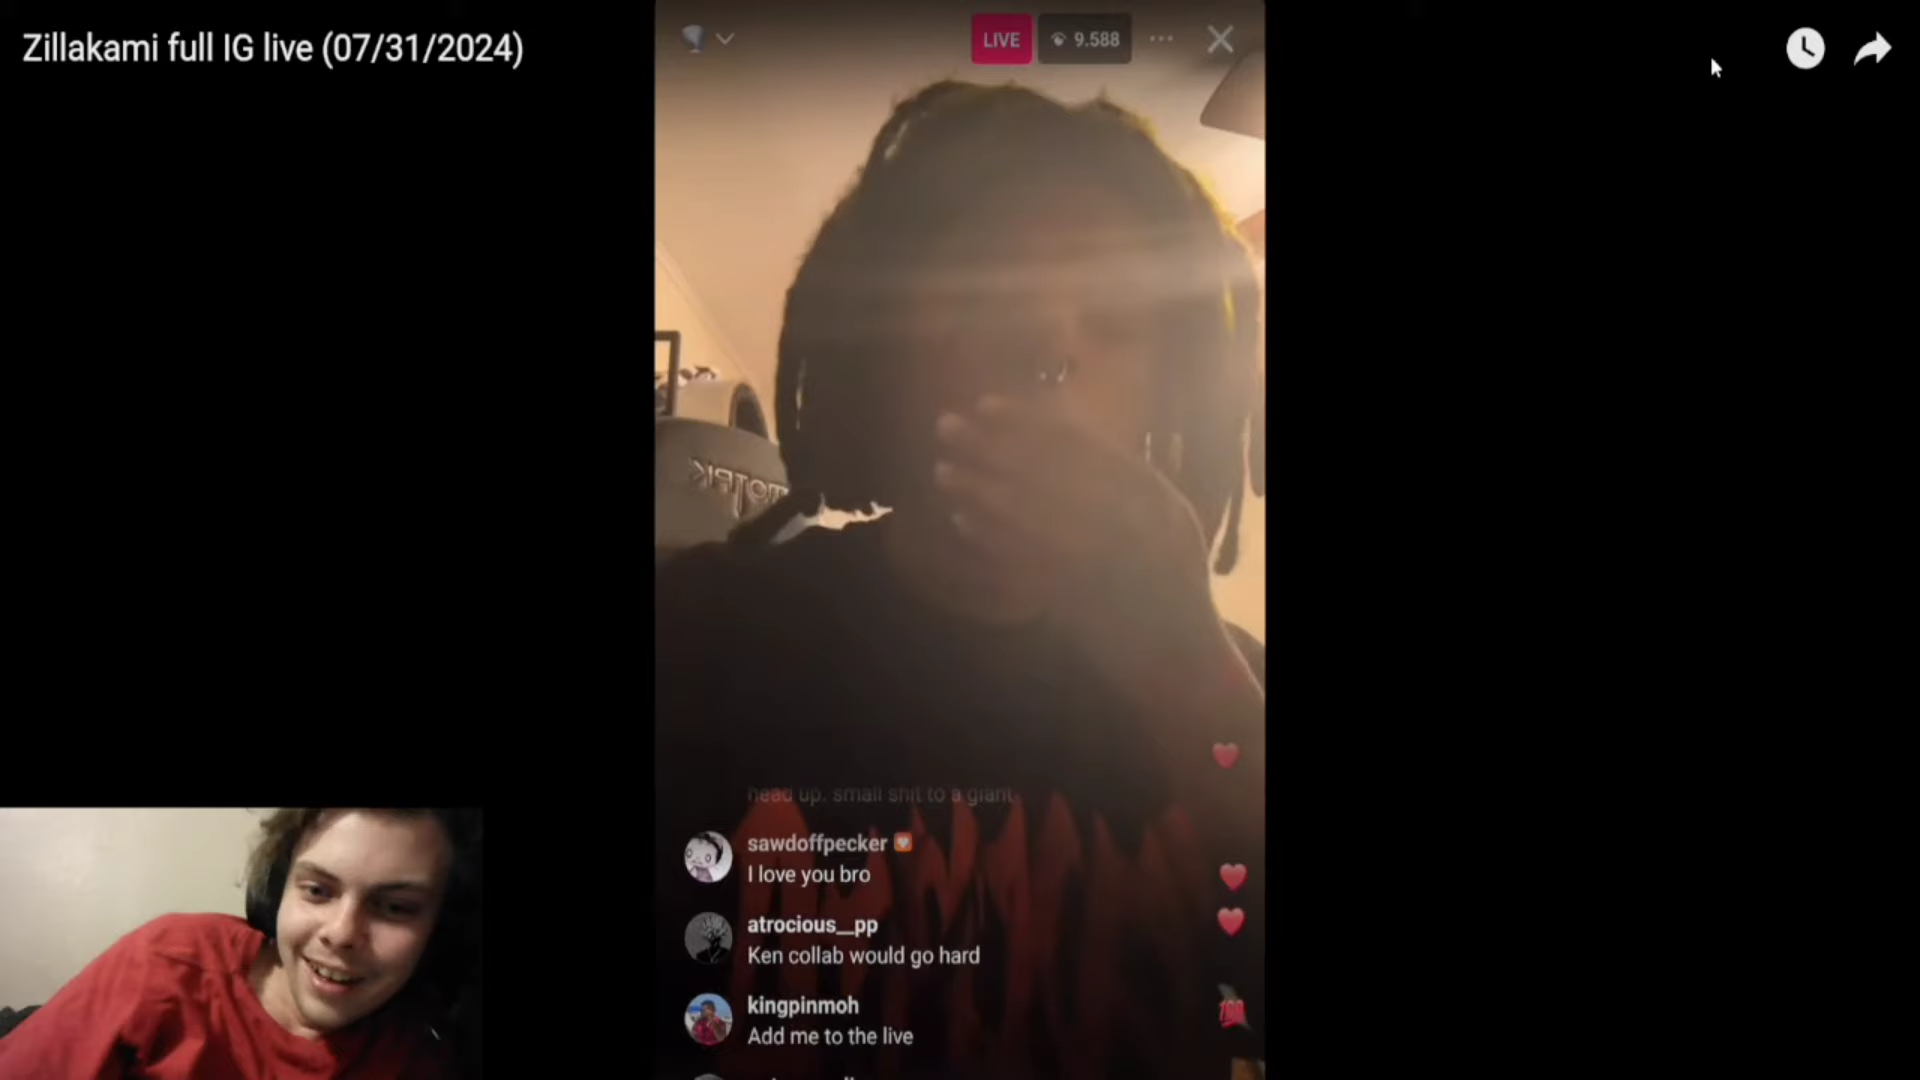 Zillakami full IG live (07/31/2024)
LIVE
9.588
head up. small shit to a giant
sawdoffpecker
I love you bro
atrocious__pp
Ken collab would go hard
kingpinmoh
Add me to the live